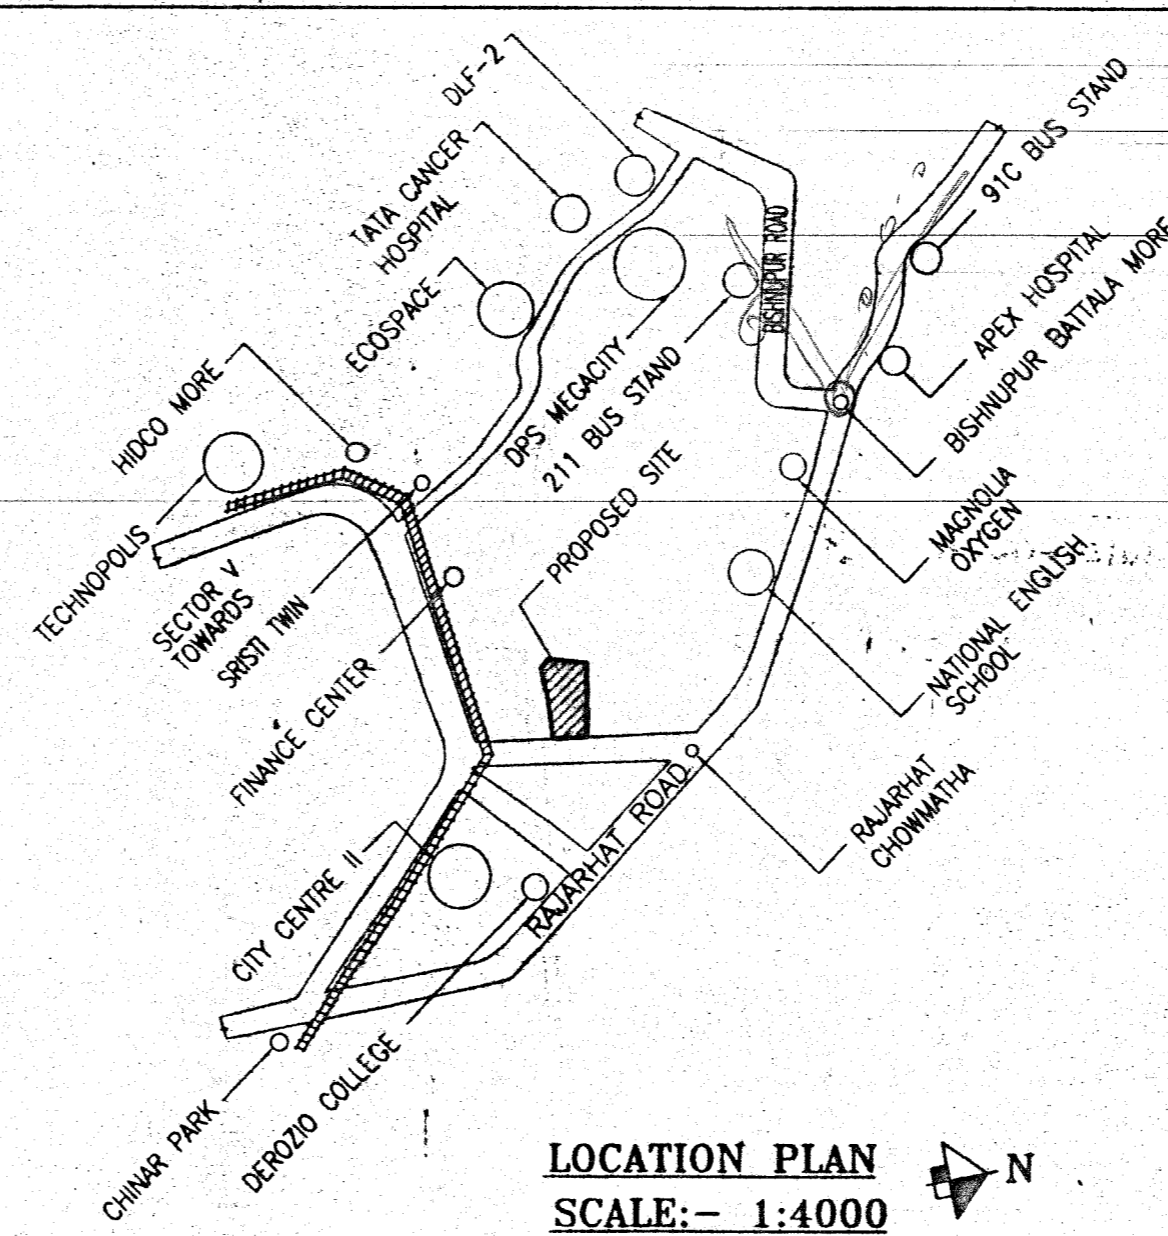 DLF-2
TATA CANCER
HOSPITAL
ECOSPACE
HIDCO MORE
TECHNOPOLIS
SECTOR V
TOWARDS
SRISTI TWIN
FINANCE CENTER
CITY CENTRE II
CHINAR PARK
DEROZIO COLLEGE
DPS MEGACITY
211 BUS STAND
PROPOSED SITE
BISHNUPUR ROAD
91C BUS STAND
APEX HOSPITAL
BISHNUPUR BATTALA MORE
MAGNOLIA
OXYGEN
NATIONAL ENGLISH
SCHOOL
RAJARHAT
CHOWMATHA
RAJARHAT ROAD
LOCATION PLAN
N
SCALE:- 1:4000